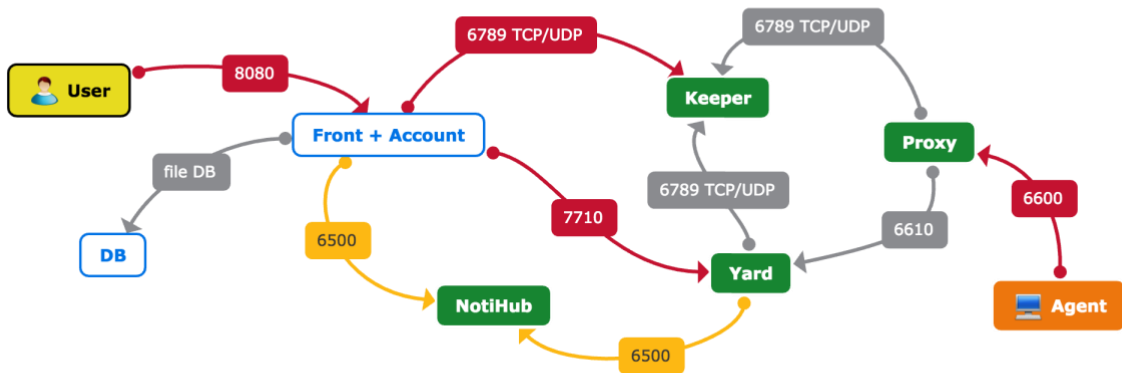 6789 TCP/UDP
6789 TCP/UDP
8080
User
Keeper
Front + Account
Proxy
file DB
6789 TCP/UDP
6600
7710
6610
6500
DB
Yard
NotiHub
Agent
6500